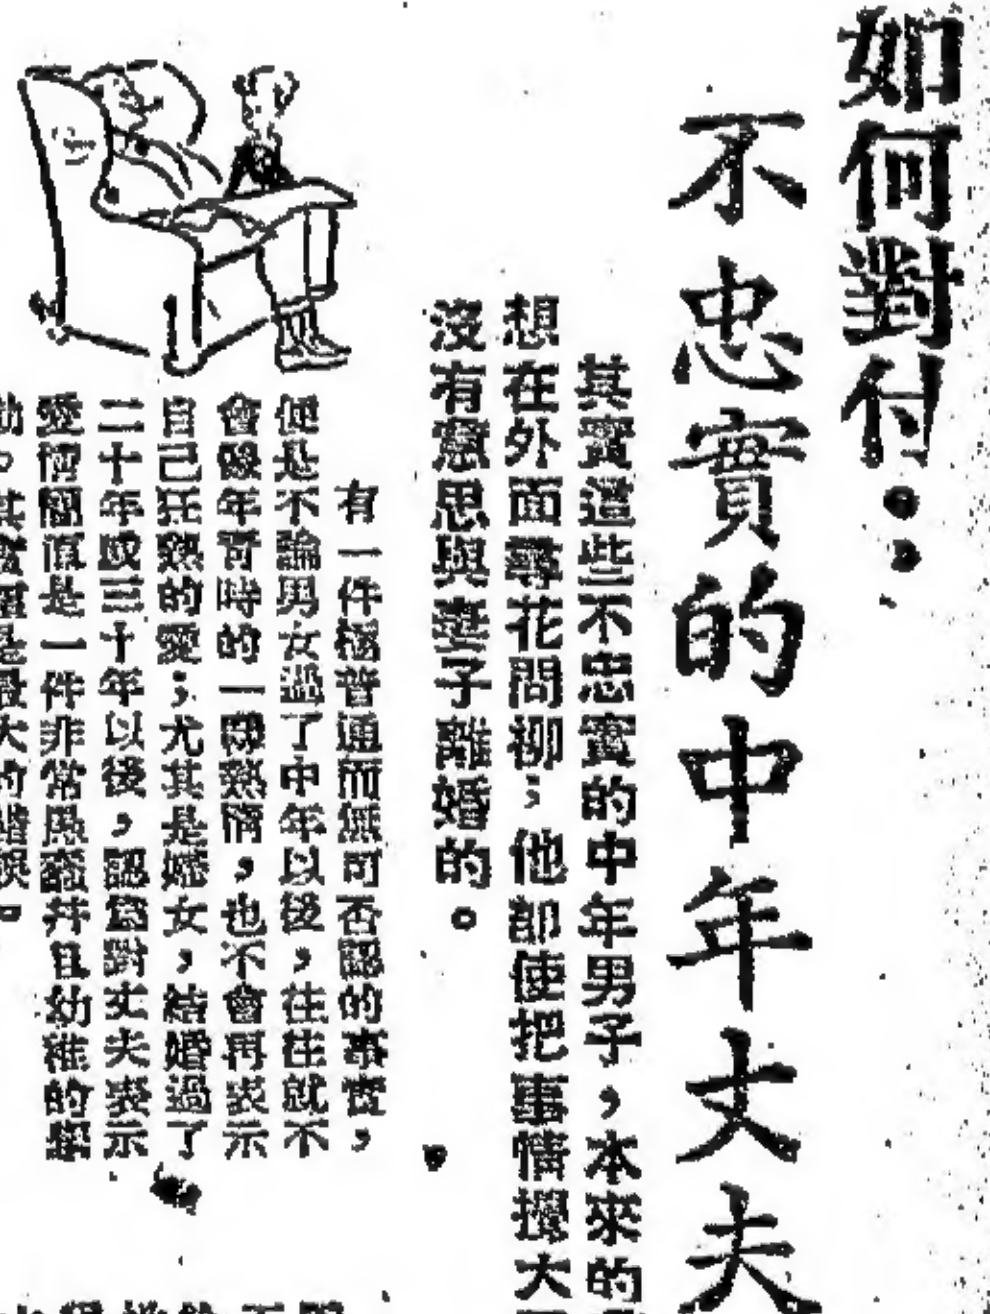 如何對付：
不忠實的中年丈夫
其實這些不忠實的中年男子，本來的
想在外面尋花問柳；他即使把事情攪大
沒有意思與妻子離婚的。
有一件極普通而無可否認的事實，
便是不論男女過了中年以後，往往就不
會像年青時的一樣熱情，也不會再表示
自己狂熱的愛；尤其是婦女，結婚過了
二十年或三十年以後，認為對丈夫表示
愛情簡直是一件非常愚蠢并且幼稚的舉
動。其實這是最大的錯誤。